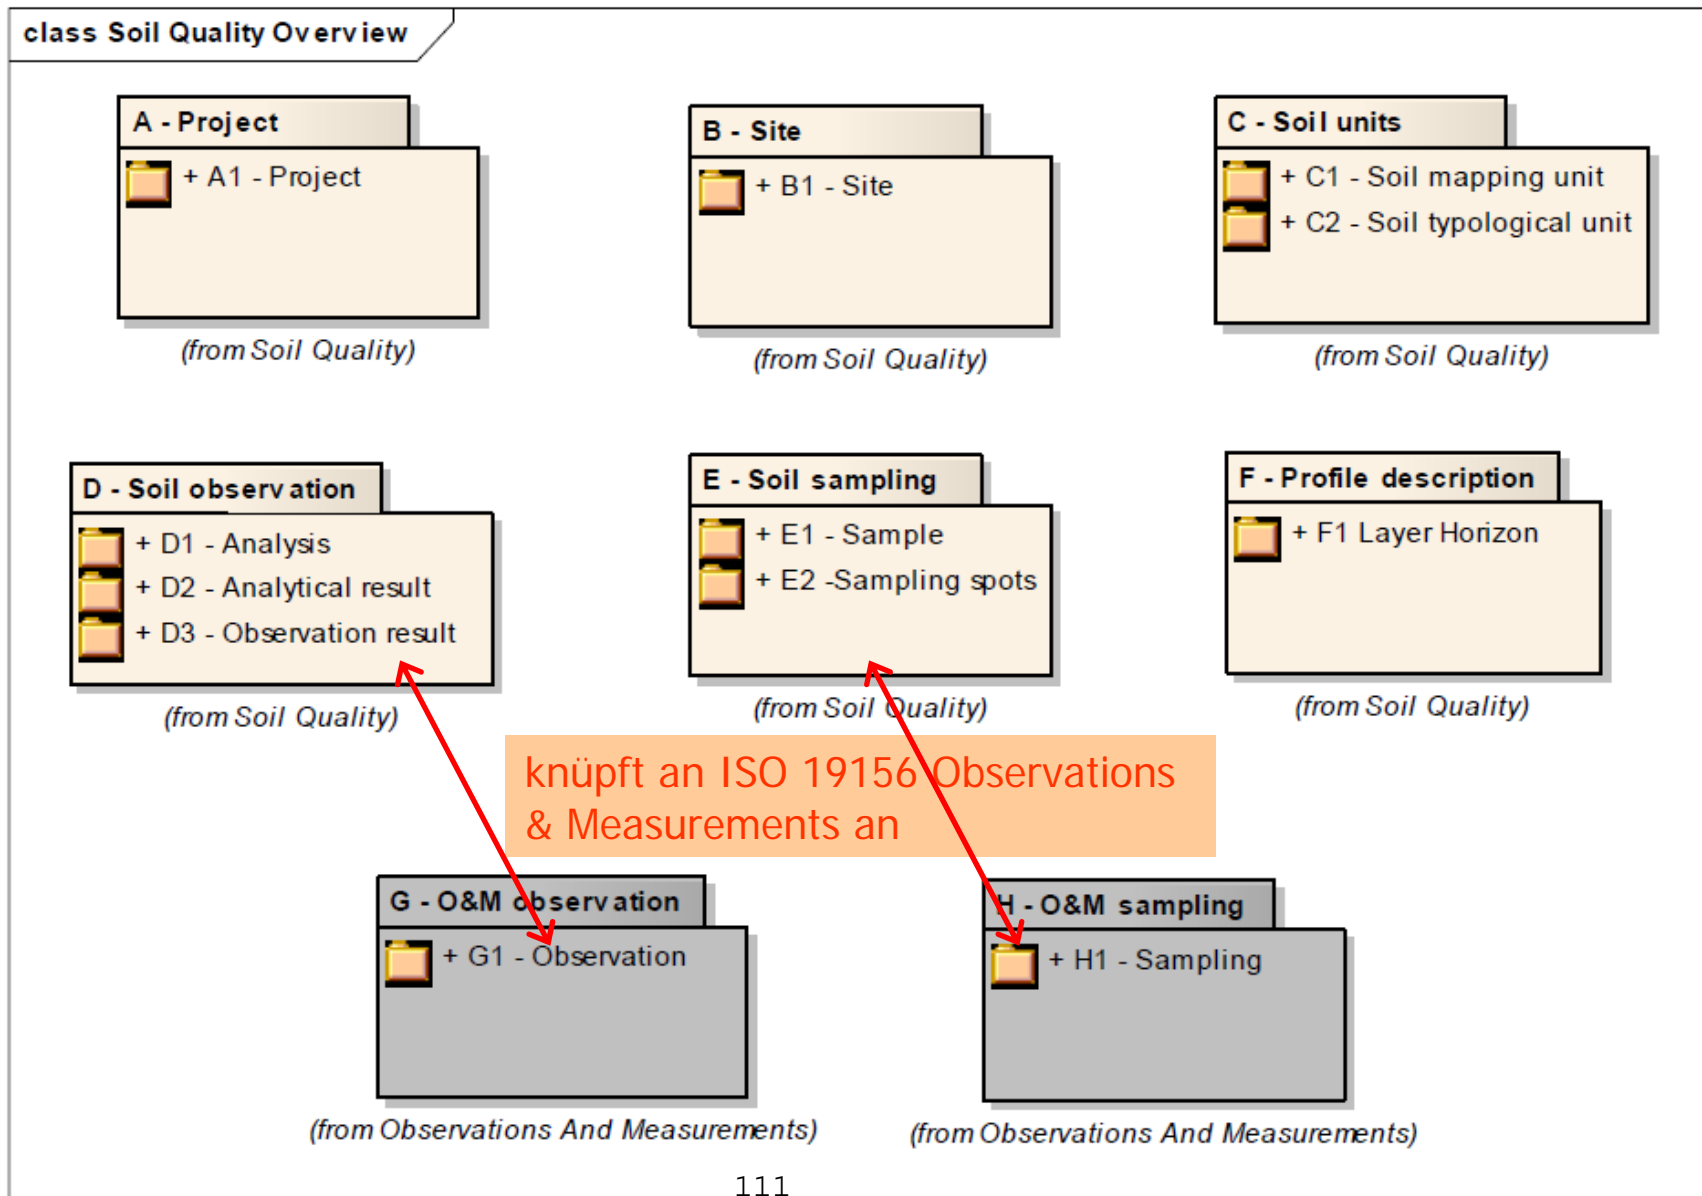 class Soil Quality Overview
A - Project
+ A1 - Project
(from Soil Quality)
B - Site
+ B1 - Site
(from Soil Quality)
C - Soil units
+ C1 - Soil mapping unit
+ C2 - Soil typological unit
(from Soil Quality)
D - Soil observation
+ D1 - Analysis
+ D2 - Analytical result
+ D3 - Observation result
(from Soil Quality)
E - Soil sampling
+ E1 - Sample
+ E2 -Sampling spots
(from Soil Quality)
F - Profile description
+ F1 Layer Horizon
(from Soil Quality)
knüpft an ISO 19156 Observations
& Measurements an
G - O&M observation
+ G1 - Observation
(from Observations And Measurements)
H - O&M sampling
+ H1 - Sampling
(from Observations And Measurements)
111